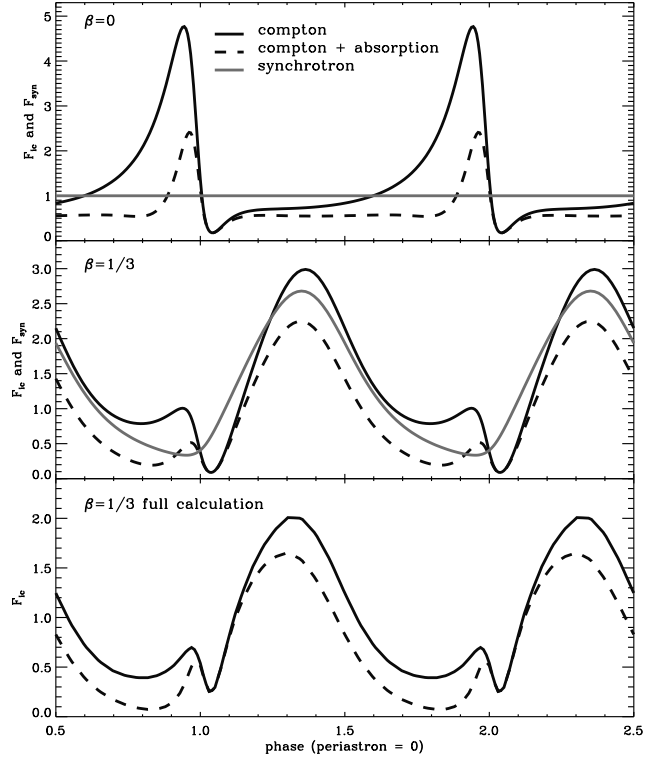 β=0
compton
compton + absorption
synchrotron
F_ic and F_syn
5
4
3
2
1
0
β=1/3
F_ic and F_syn
3.0
2.5
2.0
1.5
1.0
0.5
0.0
β=1/3 full calculation
F_ic
2.0
1.5
1.0
0.5
0.0
0.5 1.0 1.5 2.0 2.5
phase (periastron = 0)